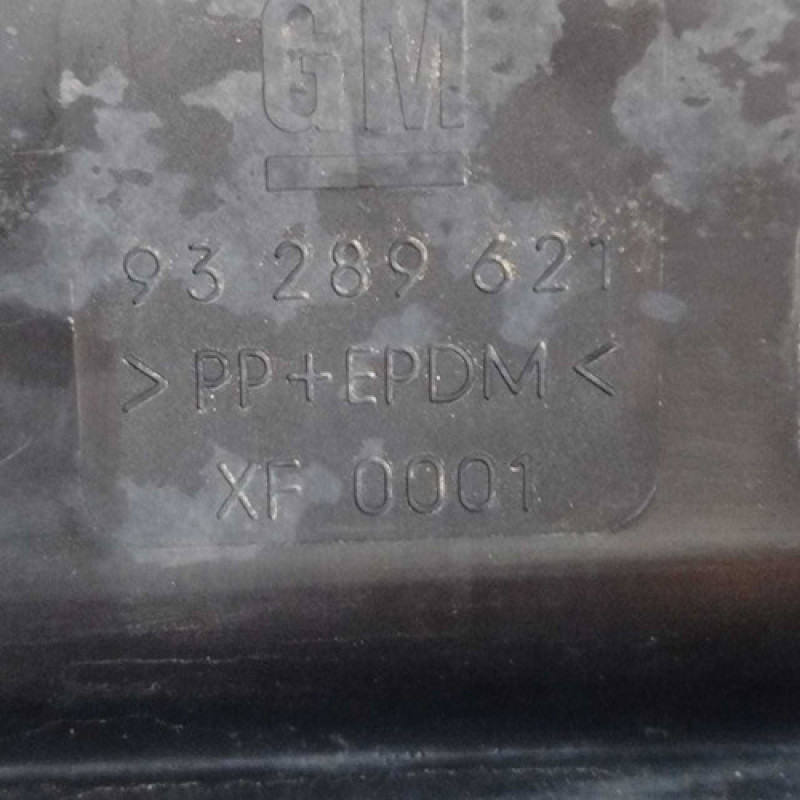 GM
93 289 621
>PP+EPDM<
XF 0001